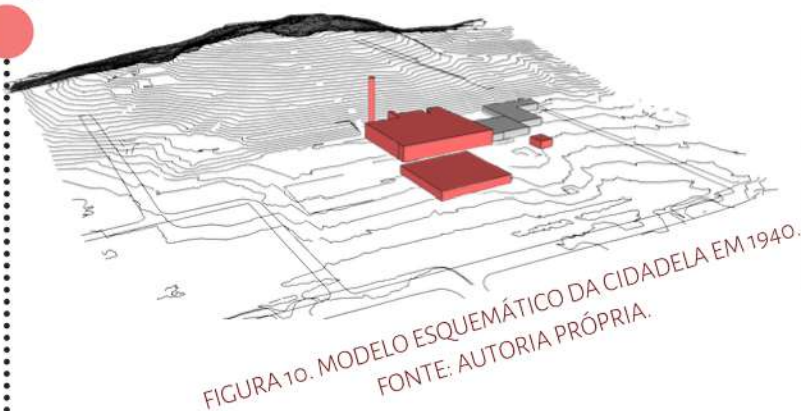 FIGURA 10. MODELO ESQUEMÁTICO DA CIDADELA EM 1940.
FONTE: AUTORIA PRÓPRIA.